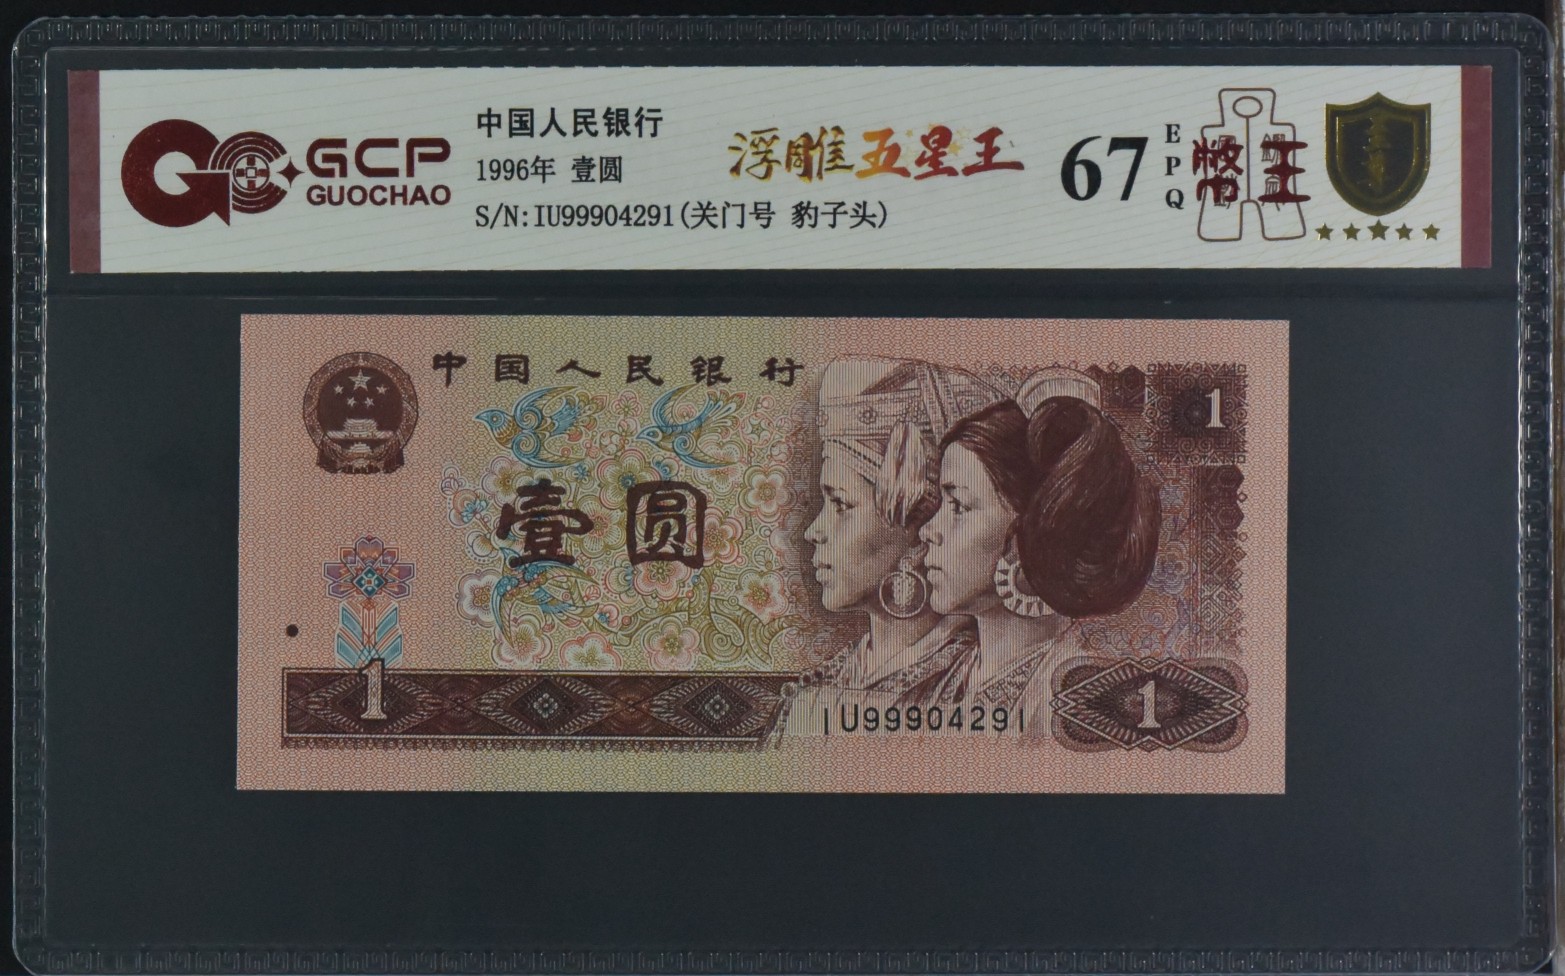 GCP
GUOCHAO
中国人民银行
1996年 壹圆
S/N:IU99904291(关门号 豹子头)
浮雕五星王
67
EPQ
幣王
中国人民银行
1
壹圆
1
IU99904291
1